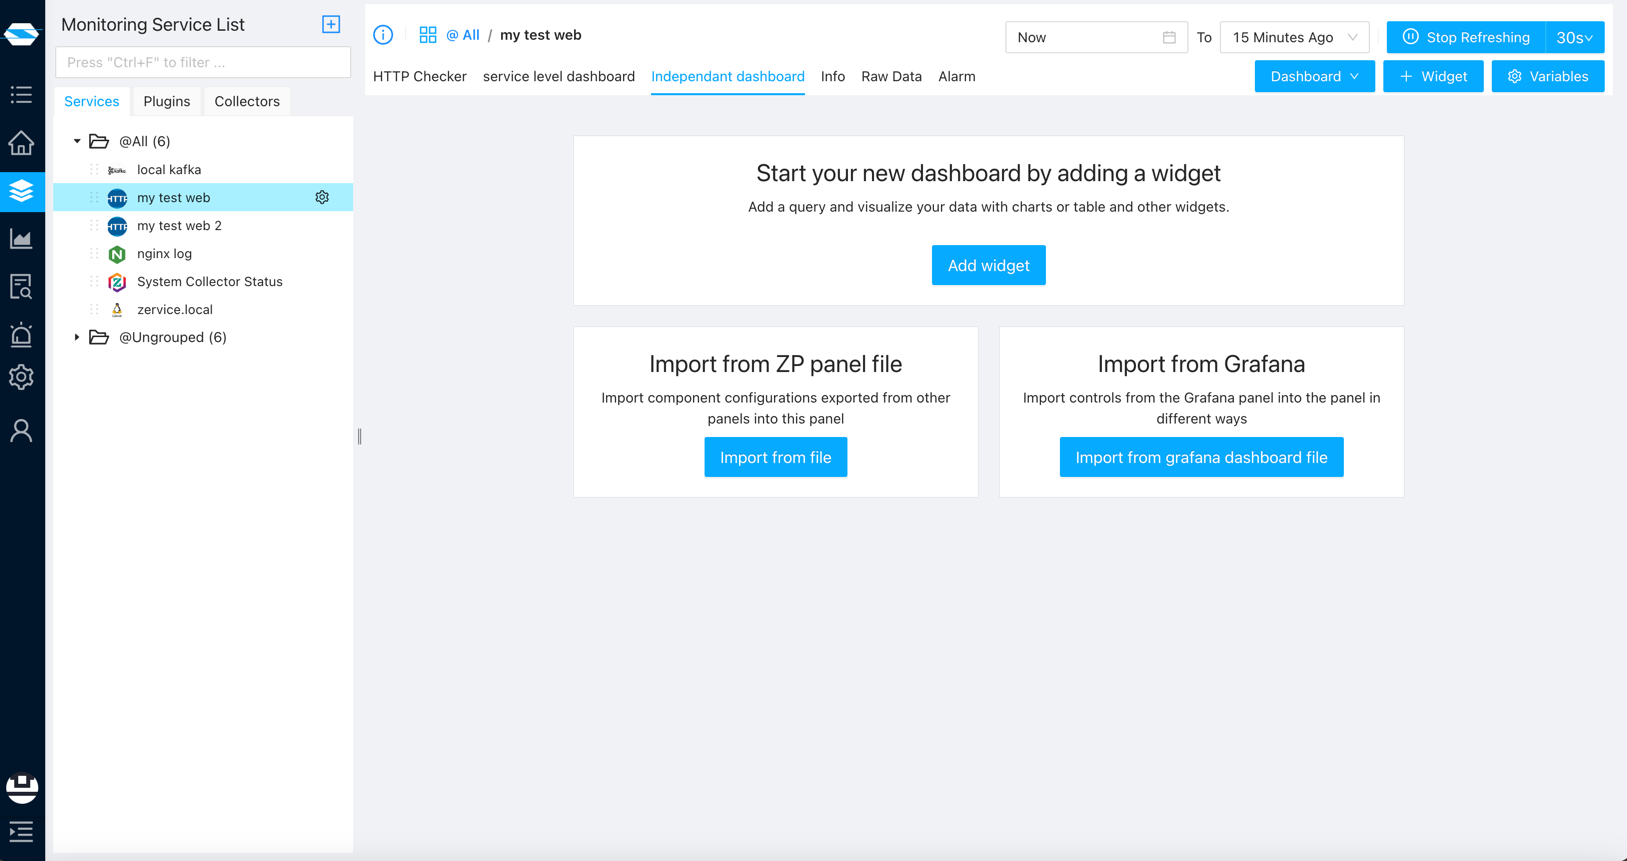 Monitoring Service List
Press "Ctrl+F" to filter ...
Services Plugins Collectors
@All (6)
local kafka
my test web
my test web 2
nginx log
System Collector Status
zervice.local
@Ungrouped (6)
@ All / my test web
Now To 15 Minutes Ago Stop Refreshing 30s
HTTP Checker service level dashboard Independant dashboard Info Raw Data Alarm
Dashboard Widget Variables
Start your new dashboard by adding a widget
Add a query and visualize your data with charts or table and other widgets.
Add widget
Import from ZP panel file
Import component configurations exported from other
panels into this panel
Import from file
Import from Grafana
Import controls from the Grafana panel into the panel in
different ways
Import from grafana dashboard file